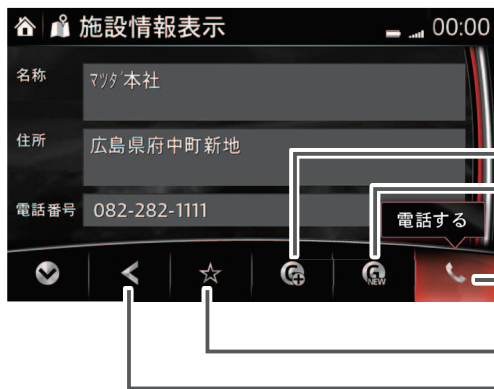 施設情報表示
00:00
名称
マツダ本社
住所
広島県府中町新地
電話番号
082-282-1111
電話する
G
G
NEW